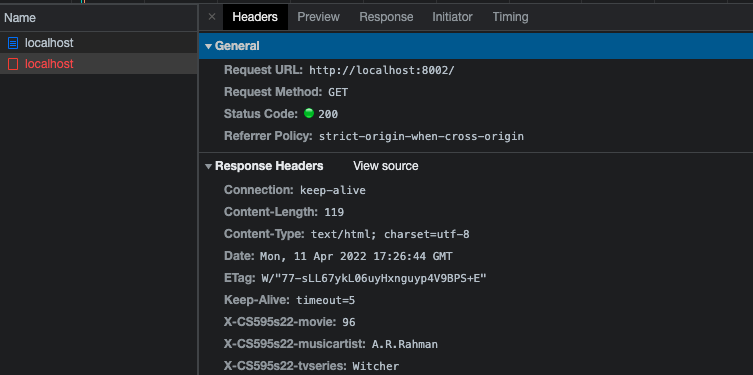 Name
× Headers Preview Response Initiator Timing
localhost
localhost
▼ General
Request URL: http://localhost:8002/
Request Method: GET
Status Code: 200
Referrer Policy: strict-origin-when-cross-origin
▼ Response Headers View source
Connection: keep-alive
Content-Length: 119
Content-Type: text/html; charset=utf-8
Date: Mon, 11 Apr 2022 17:26:44 GMT
ETag: W/"77-sLL67ykL06uyHxnguyp4V9BPS+E"
Keep-Alive: timeout=5
X-CS595s22-movie: 96
X-CS595s22-musicartist: A.R.Rahman
X-CS595s22-tvseries: Witcher